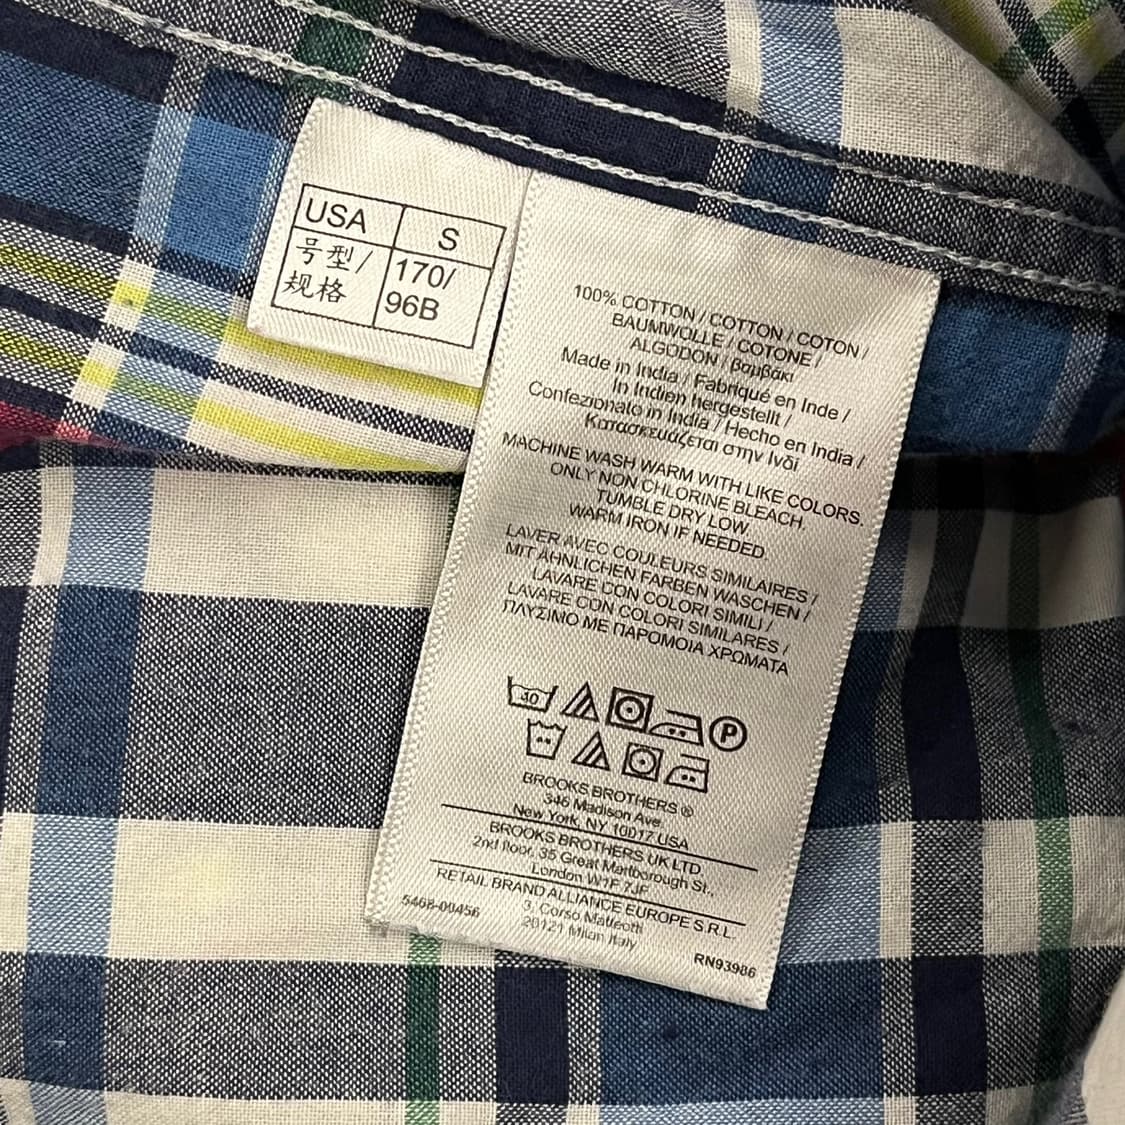 USA S
号型/ 170/
规格 96B
100% COTTON / COTTON / COTON /
BAUMWOLLE / COTONE /
ALGODON / βαμβάκι
Made in India / Fabriqué en Inde /
in Indien hergestellt /
Confezionato in India / Hecho en India /
Κατασκευάζεται στην Ινδί
MACHINE WASH WARM WITH LIKE COLORS.
ONLY NON CHLORINE BLEACH,
TUMBLE DRY LOW.
WARM IRON IF NEEDED.
LAVER AVEC COULEURS SIMILAIRES /
MIT ÄHNLICHEN FARBEN WASCHEN /
LAVARE CON COLORI SIMILI /
LAVARE CON COLORI SIMILARES /
ΠΛΥΣΙΜΟ ΜΕ ΠΑΡΟΜΟΙΑ ΧΡΩΜΑΤΑ
40 P
BROOKS BROTHERS ®
346 Madison Ave
New York, NY 10017 USA
BROOKS BROTHERS UK LTD.
2nd floor, 35 Great Marlborough St.,
London W1F 7JF
RETAIL BRAND ALLIANCE EUROPE S.R.L.
3, Corso Matteotti
20121 Milan Italy
5468-00456
RN93986